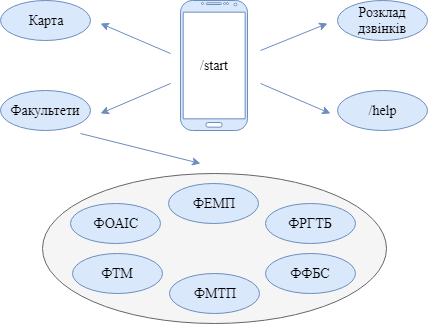 Карта
/start
Розклад
дзвінків
Факультети
/help
ФЕМП
ФОАІС
ФРГТБ
ФТМ
ФМТП
ФФБС